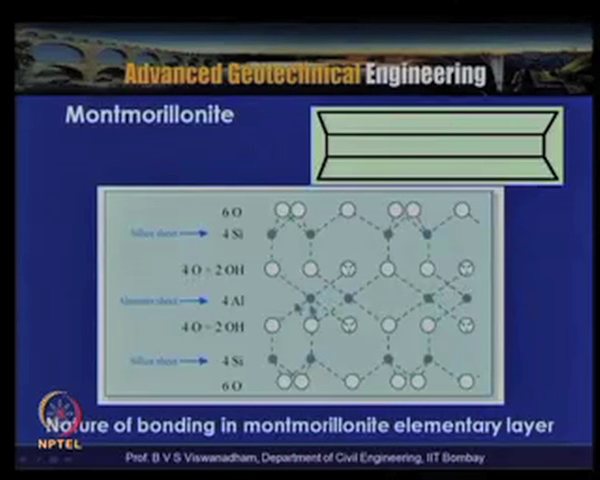 Advanced Geotechnical Engineering
Montmorillonite
6 O
Silica sheet
4 Si
4 O + 2 OH
Alumina sheet
4 Al
4 O + 2 OH
Silica sheet
4 Si
6 O
Nature of bonding in montmorillonite elementary layer
NPTEL
Prof. B V S Viswanadham, Department of Civil Engineering, IIT Bombay